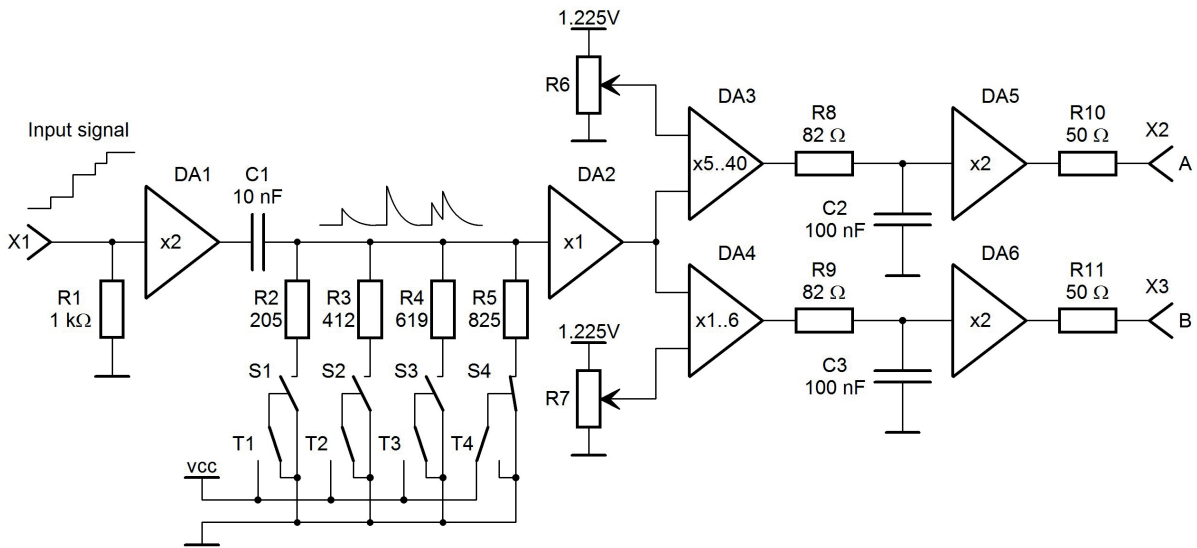 1.225V
R6
DA3
x5..40
R8
82 Ω
DA5
x2
R10
50 Ω
X2
A
Input signal
X1
R1
1 kΩ
DA1
x2
C1
10 nF
R2
205
R3
412
R4
619
R5
825
DA2
x1
C2
100 nF
DA4
x1..6
R9
82 Ω
DA6
x2
R11
50 Ω
X3
B
1.225V
R7
C3
100 nF
S1
S2
S3
S4
T1
T2
T3
T4
vcc